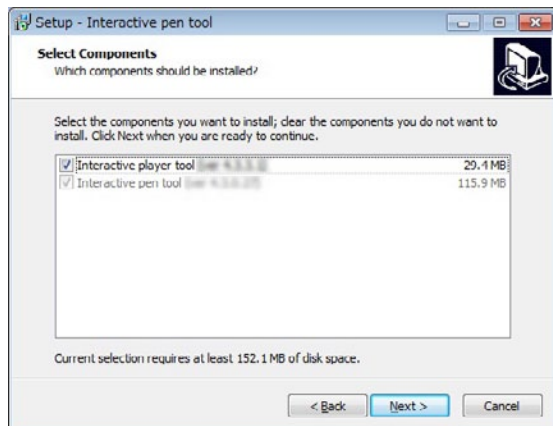 Setup - Interactive pen tool
Select Components
Which components should be installed?
Select the components you want to install; clear the components you do not want to
install. Click Next when you are ready to continue.
Interactive player tool 29.4 MB
Interactive pen tool 115.9 MB
Current selection requires at least 152.1 MB of disk space.
< Back Next > Cancel